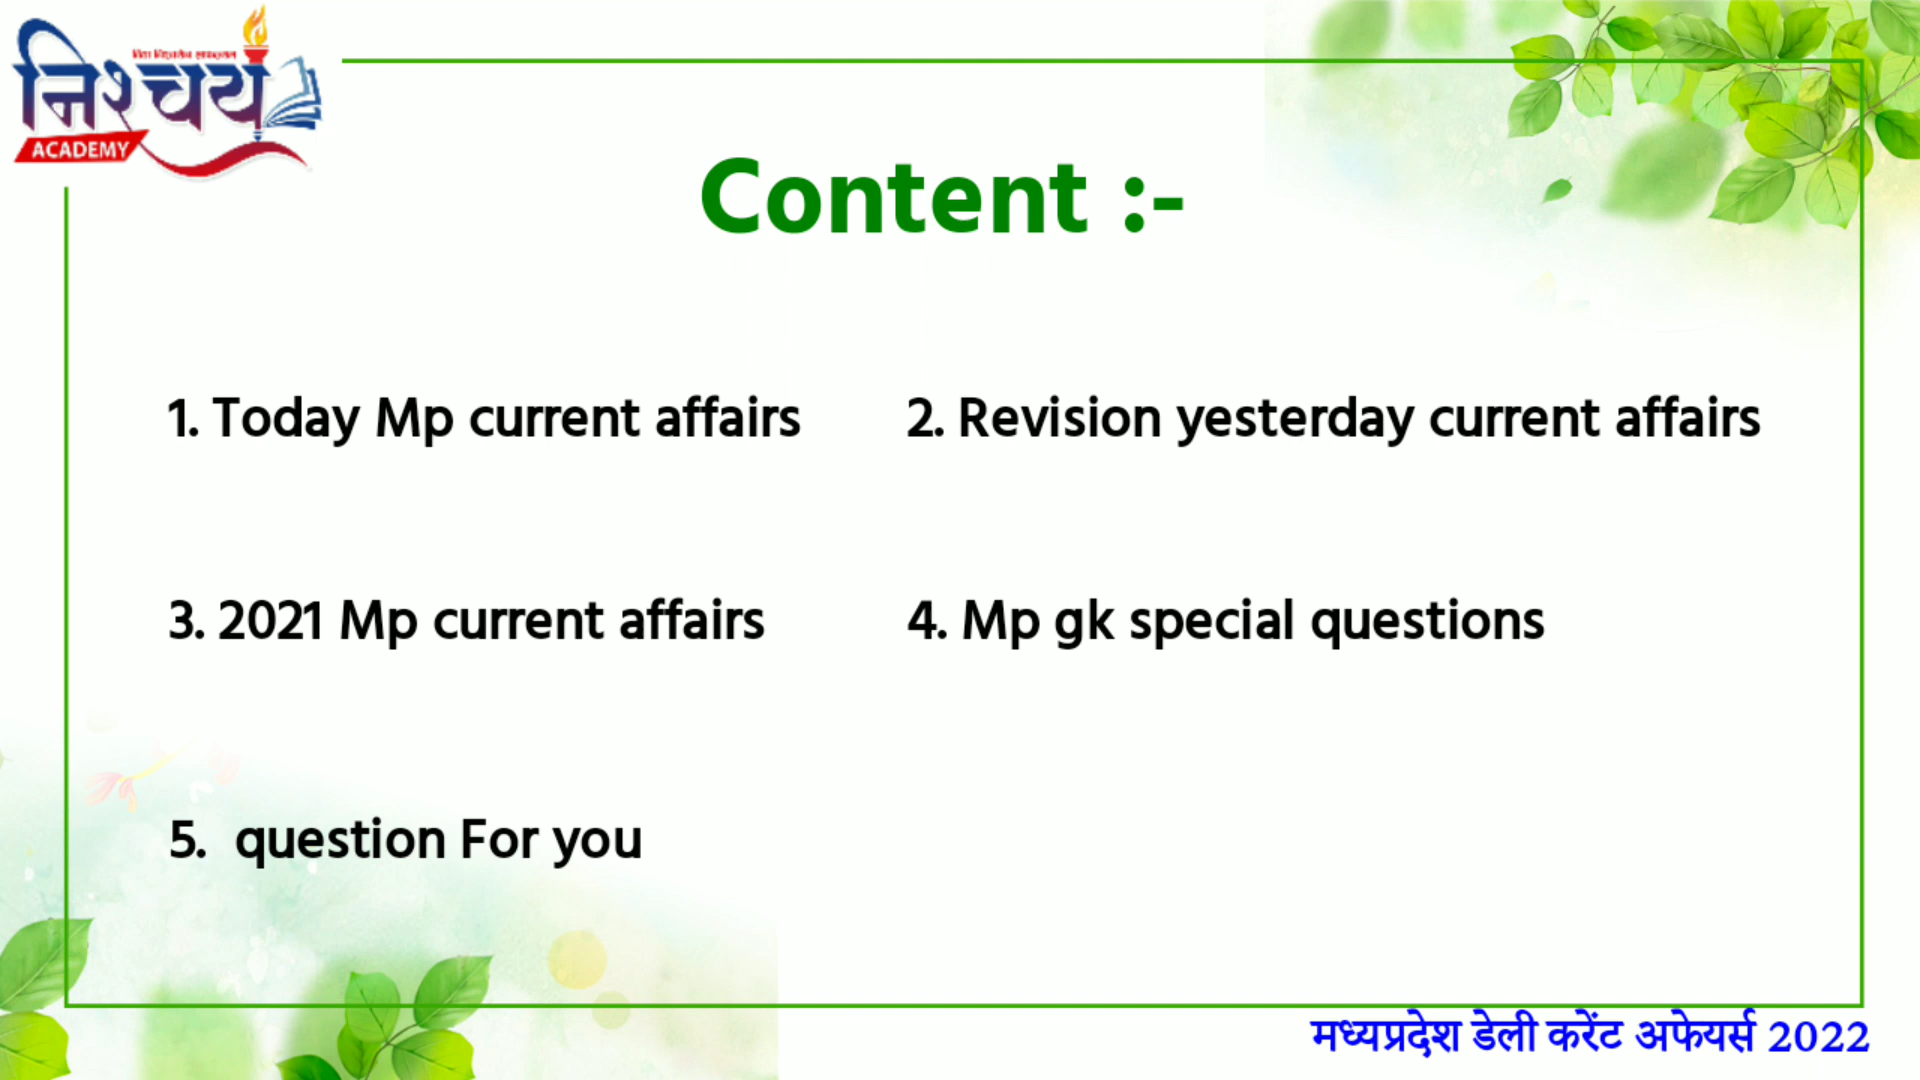 निश्चय
ACADEMY
Content :-
1. Today Mp current affairs
2. Revision yesterday current affairs
3. 2021 Mp current affairs
4. Mp gk special questions
5. question For you
मध्यप्रदेश डेली करेंट अफेयर्स 2022